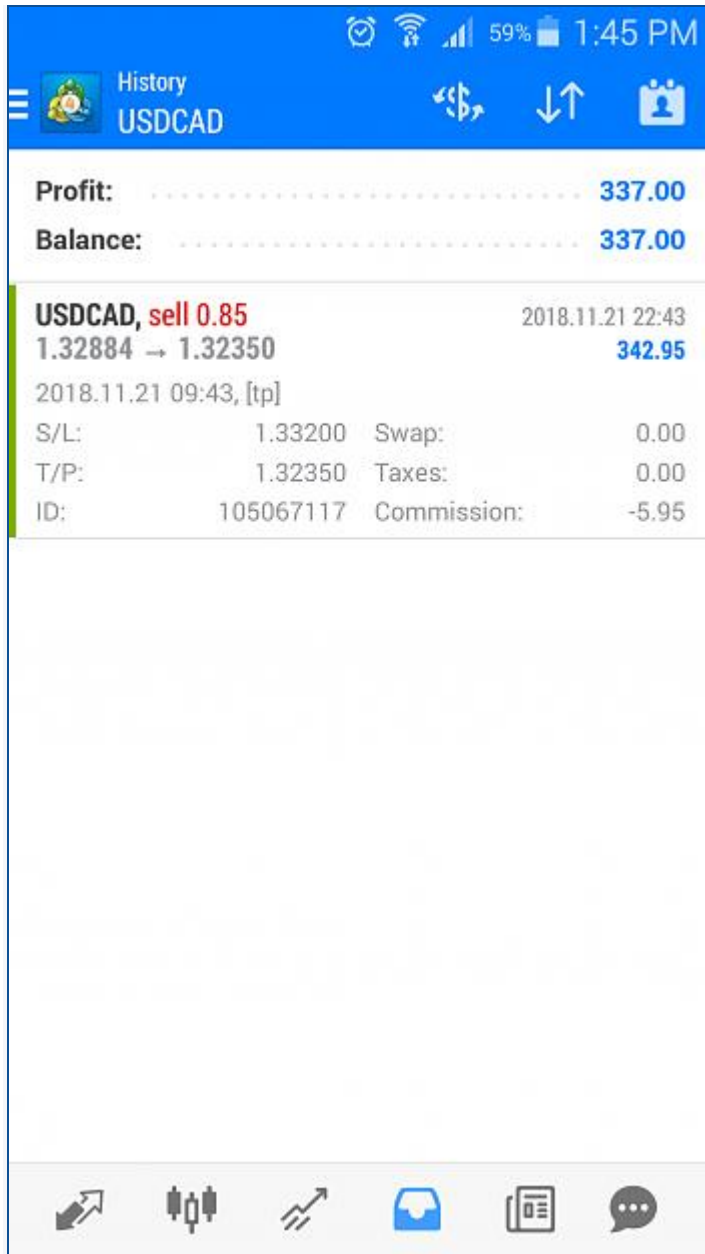 59% 1:45 PM
History
USDCAD
Profit: 337.00
Balance: 337.00
USDCAD, sell 0.85 2018.11.21 22:43
1.32884 → 1.32350 342.95
2018.11.21 09:43, [tp]
S/L: 1.33200 Swap: 0.00
T/P: 1.32350 Taxes: 0.00
ID: 105067117 Commission: -5.95